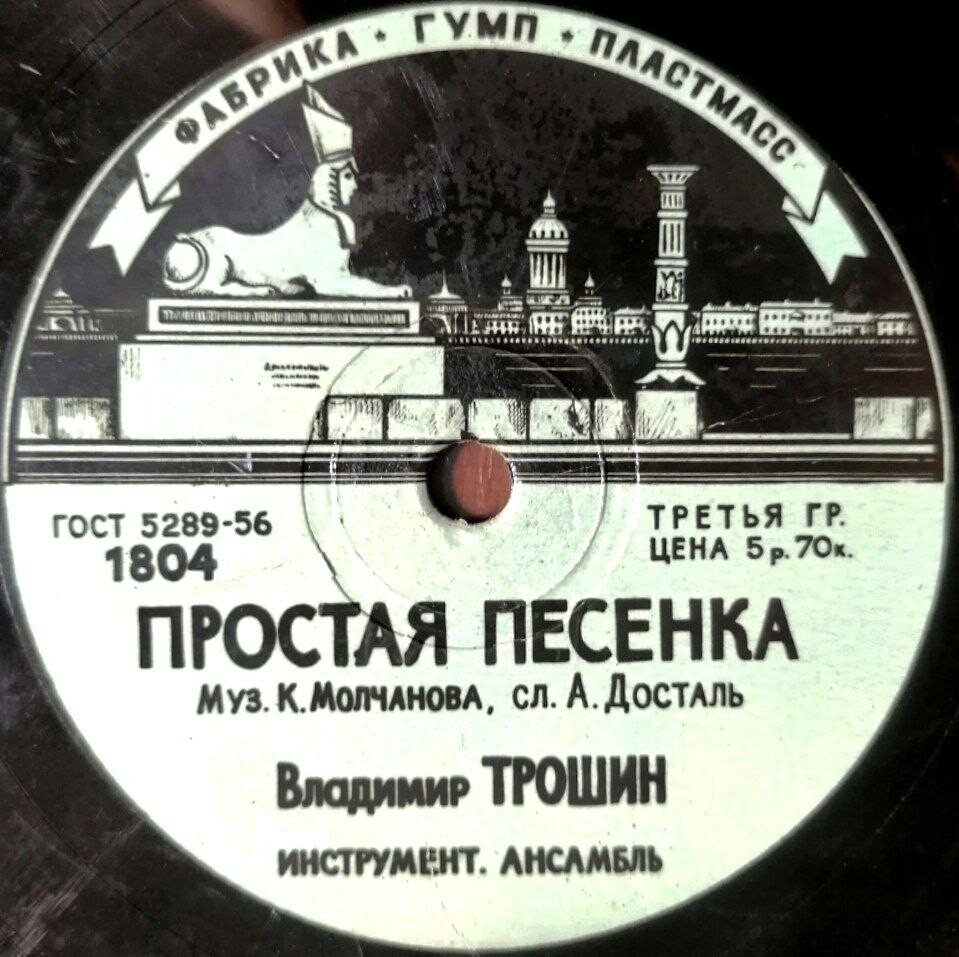 ФАБРИКА * ГУМП * ПЛАСТМАСС
ГОСТ 5289-56
1804
ТРЕТЬЯ ГР.
ЦЕНА 5 р. 70к.
ПРОСТАЯ ПЕСЕНКА
Муз. К. Молчанова, сл. А. Досталь
Владимир ТРОШИН
ИНСТРУМЕНТ. АНСАМБЛЬ